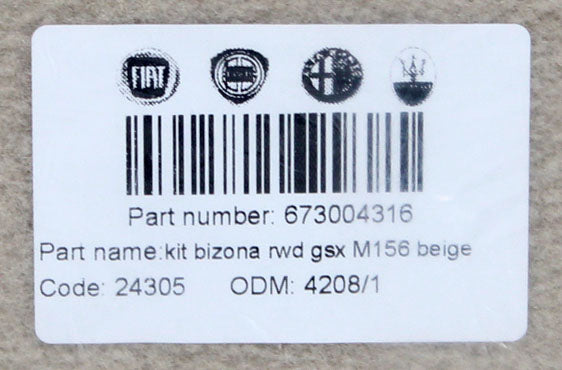 FIAT
Part number: 673004316
Part name:kit bizona rwd gsx M156 beige
Code: 24305 ODM: 4208/1